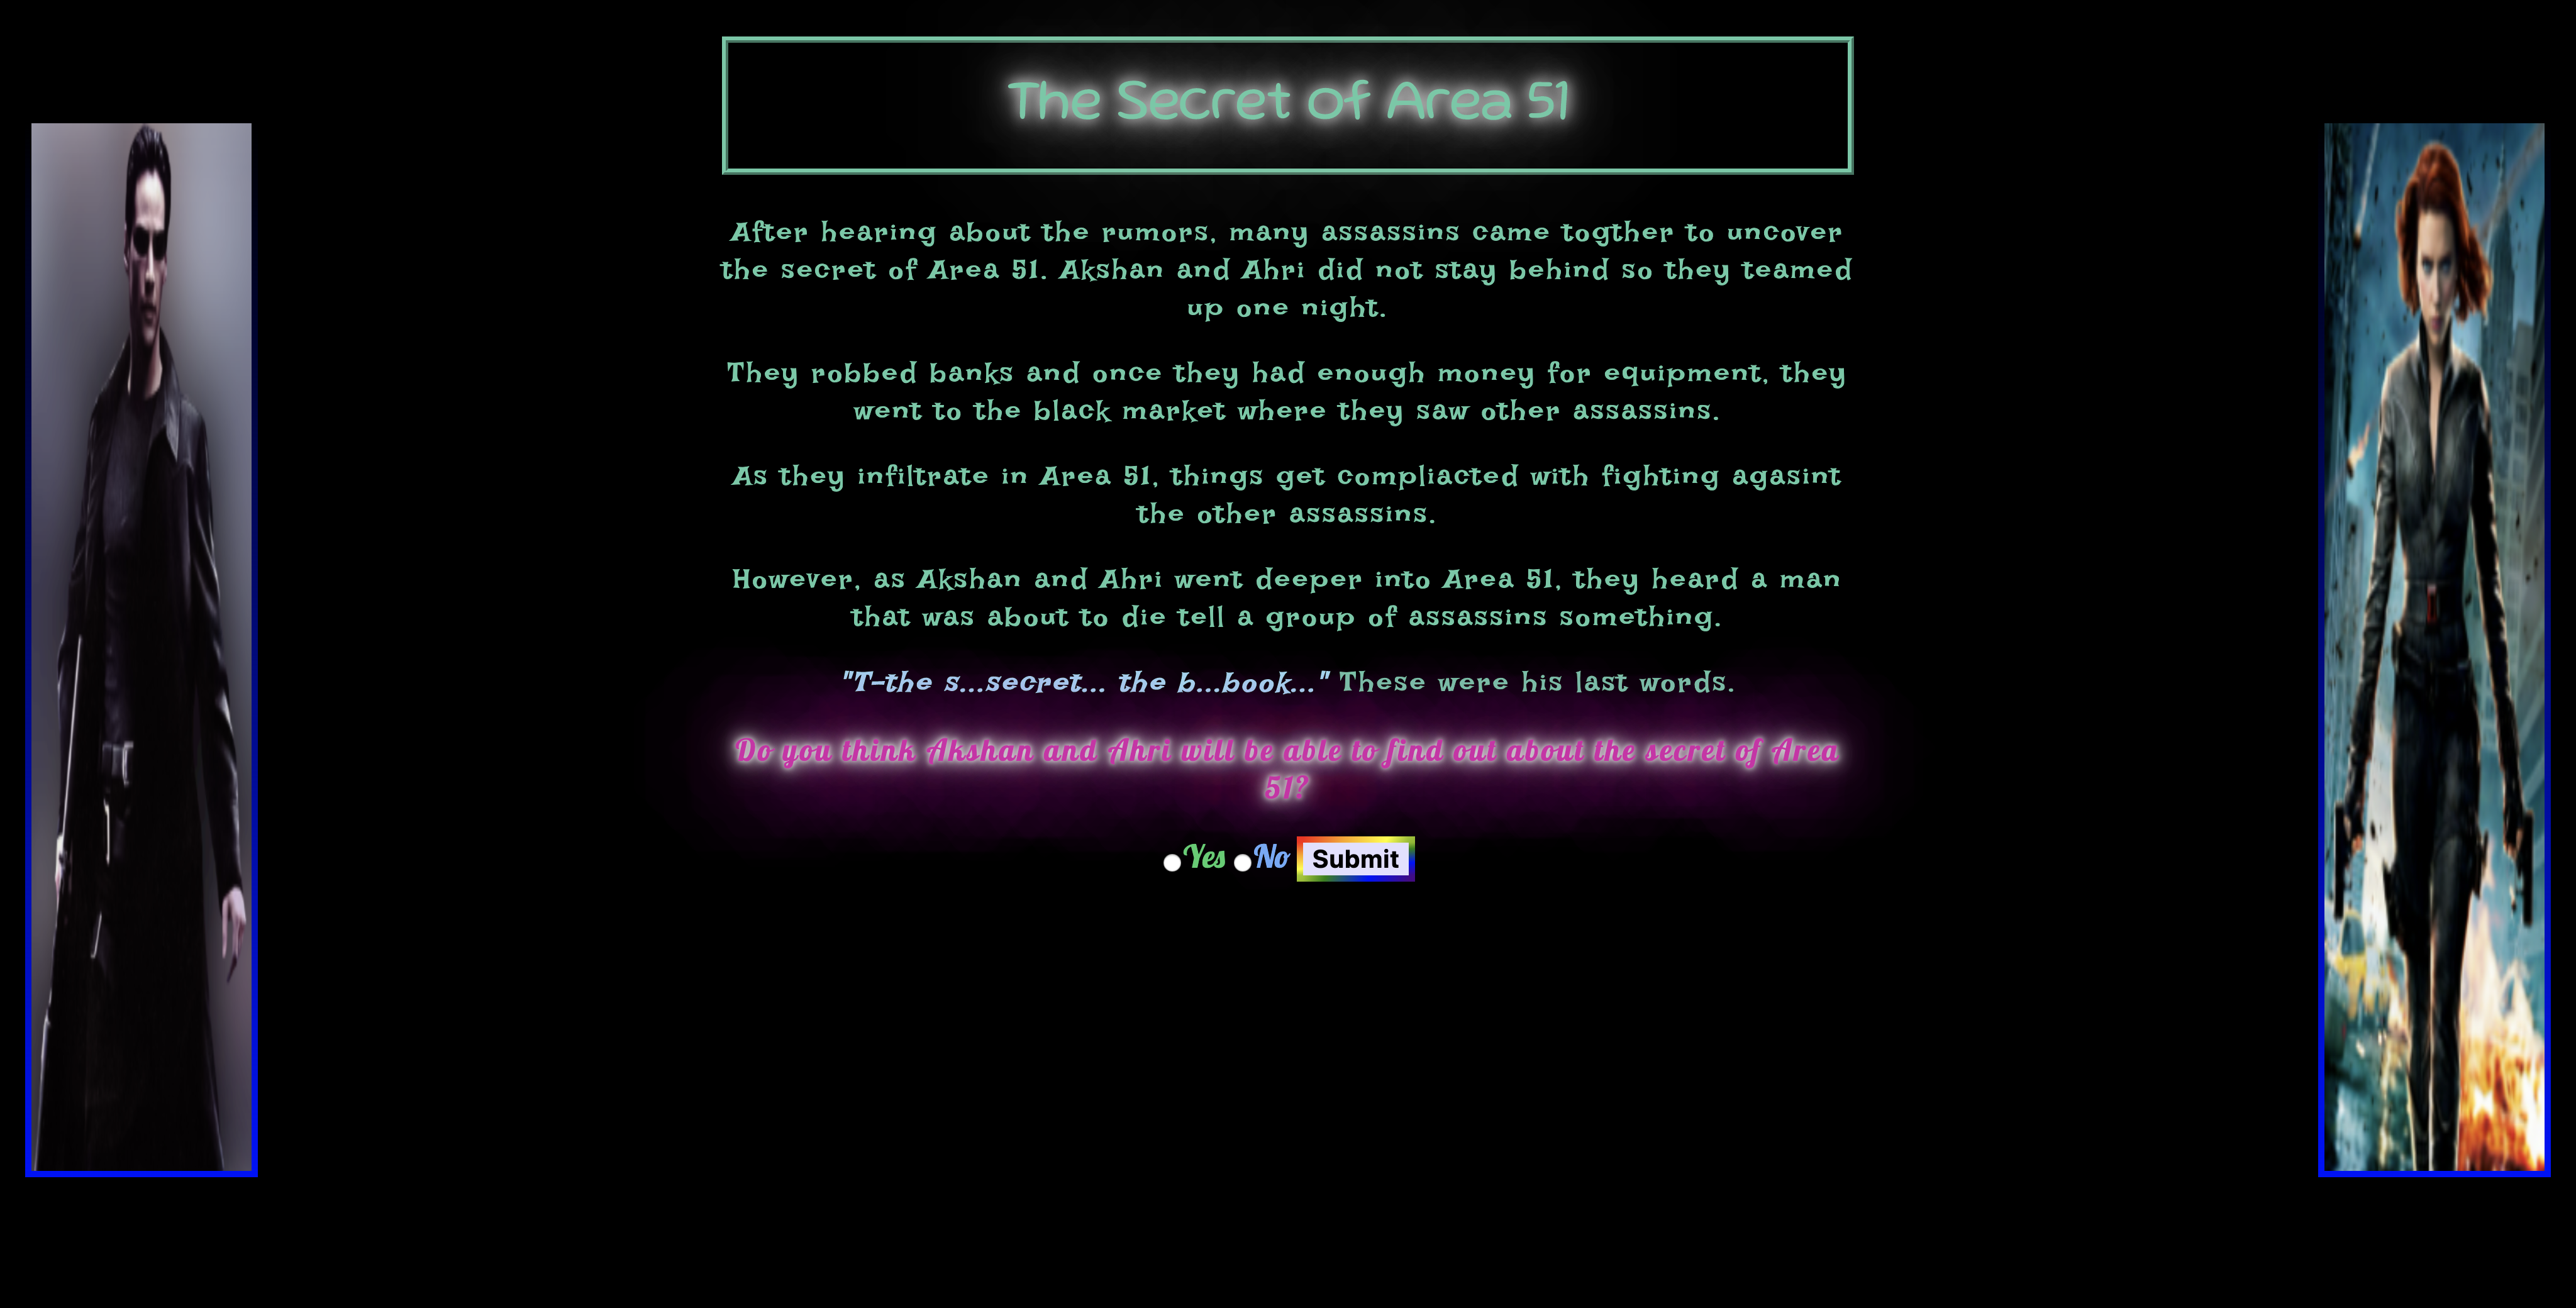 The Secret Of Area 51
After hearing about the rumors, many assassins came togther to uncover
the secret of Area 51. Akshan and Ahri did not stay behind so they teamed
up one night.
They robbed banks and once they had enough money for equipment, they
went to the black market where they saw other assassins.
As they infiltrate in Area 51, things get compliacted with fighting agasint
the other assassins.
However, as Akshan and Ahri went deeper into Area 51, they heard a man
that was about to die tell a group of assassins something.
"T-the s...secret... the b...book..." These were his last words.
Do you think Akshan and Ahri will be able to find out about the secret of Area
51?
Yes No Submit